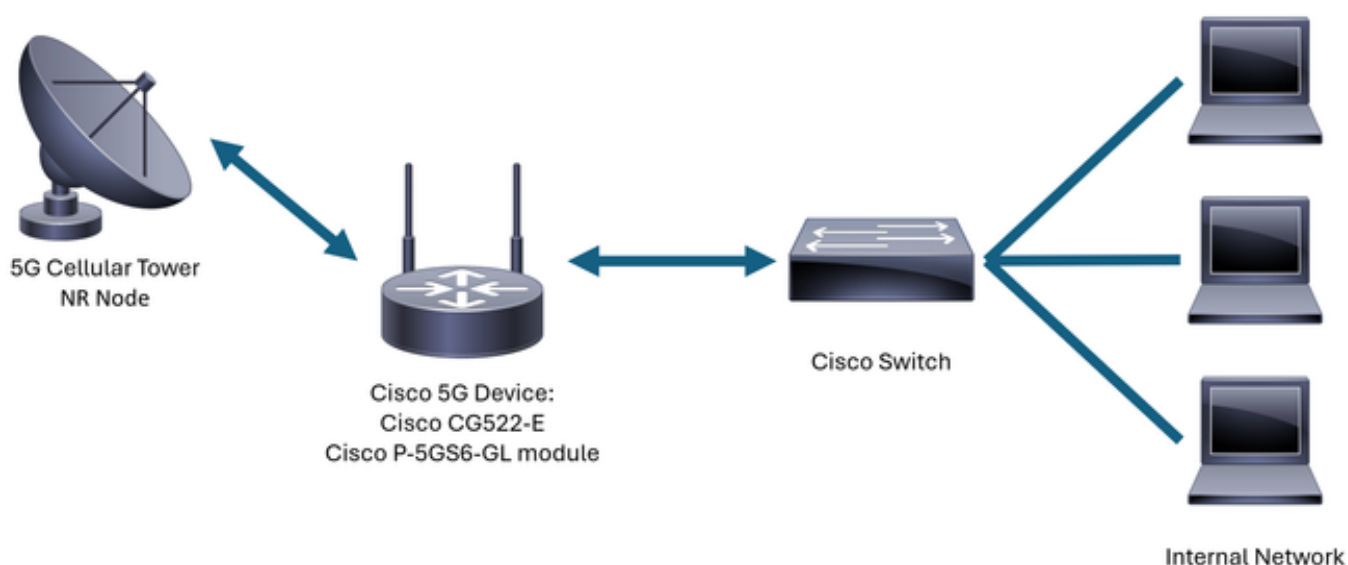 5G Cellular Tower
NR Node
Cisco 5G Device:
Cisco CG522-E
Cisco P-5GS6-GL module
Cisco Switch
Internal Network